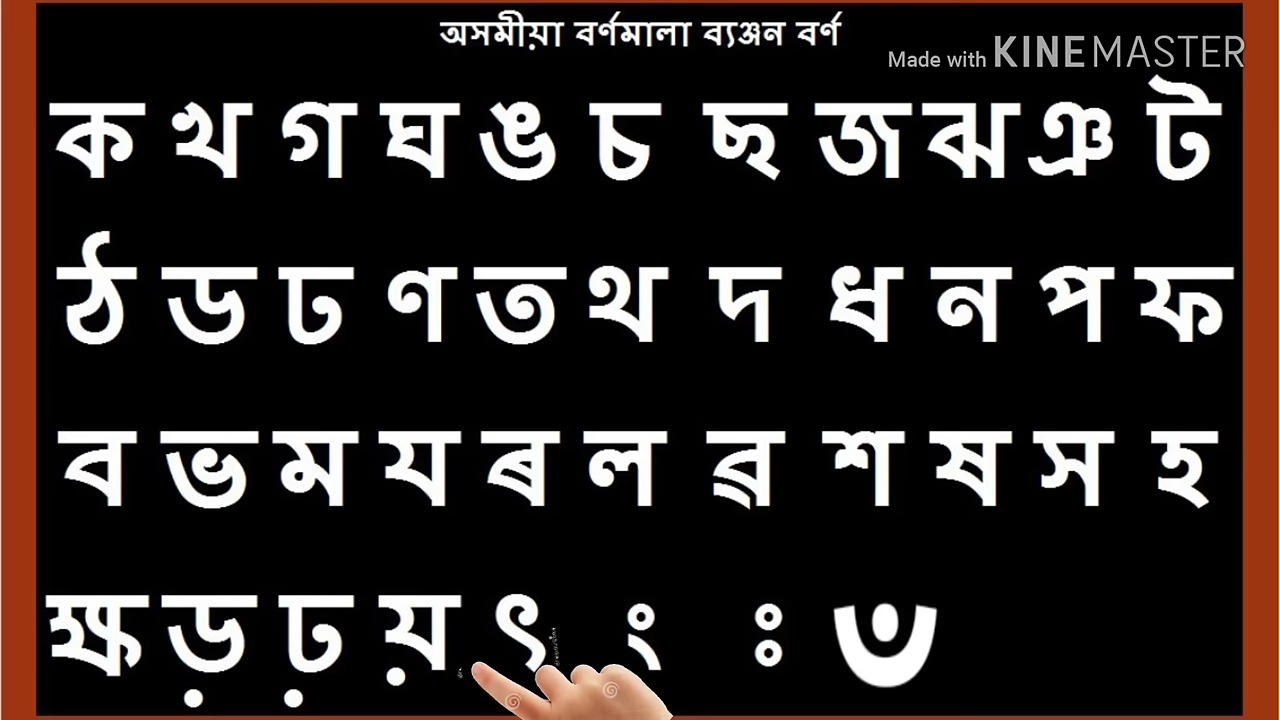 অসমীয়া বৰ্ণমালা ব্যঞ্জন বৰ্ণ
Made with KINEMASTER
ক খ গ ঘ ঙ চ ছ জ ঝ ঞ ট
ঠ ড ঢ ণ ত থ দ ধ ন প ফ
ব ভ ম য ৰ ল ৱ শ ষ স হ
ক্ষ ড় ঢ় য় ৎ ং ঃ ঁ